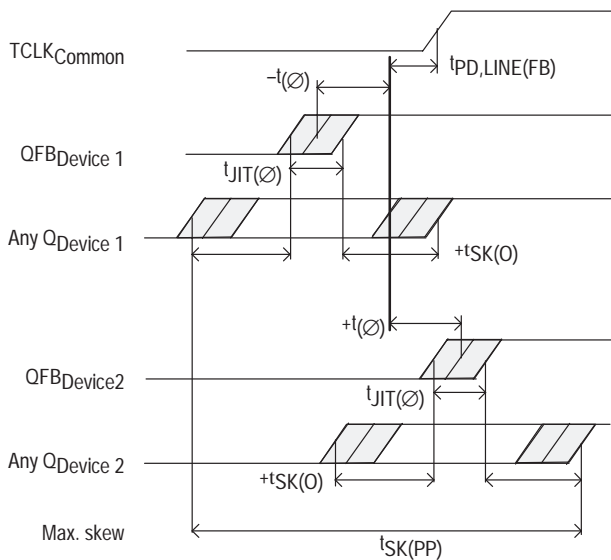 TCLKCommon
tPD,LINE(FB)
–t(∅)
QFBDevice 1
tJIT(∅)
Any QDevice 1
+tSK(O)
+t(∅)
QFBDevice2
tJIT(∅)
Any QDevice 2
+tSK(O)
Max. skew
tSK(PP)